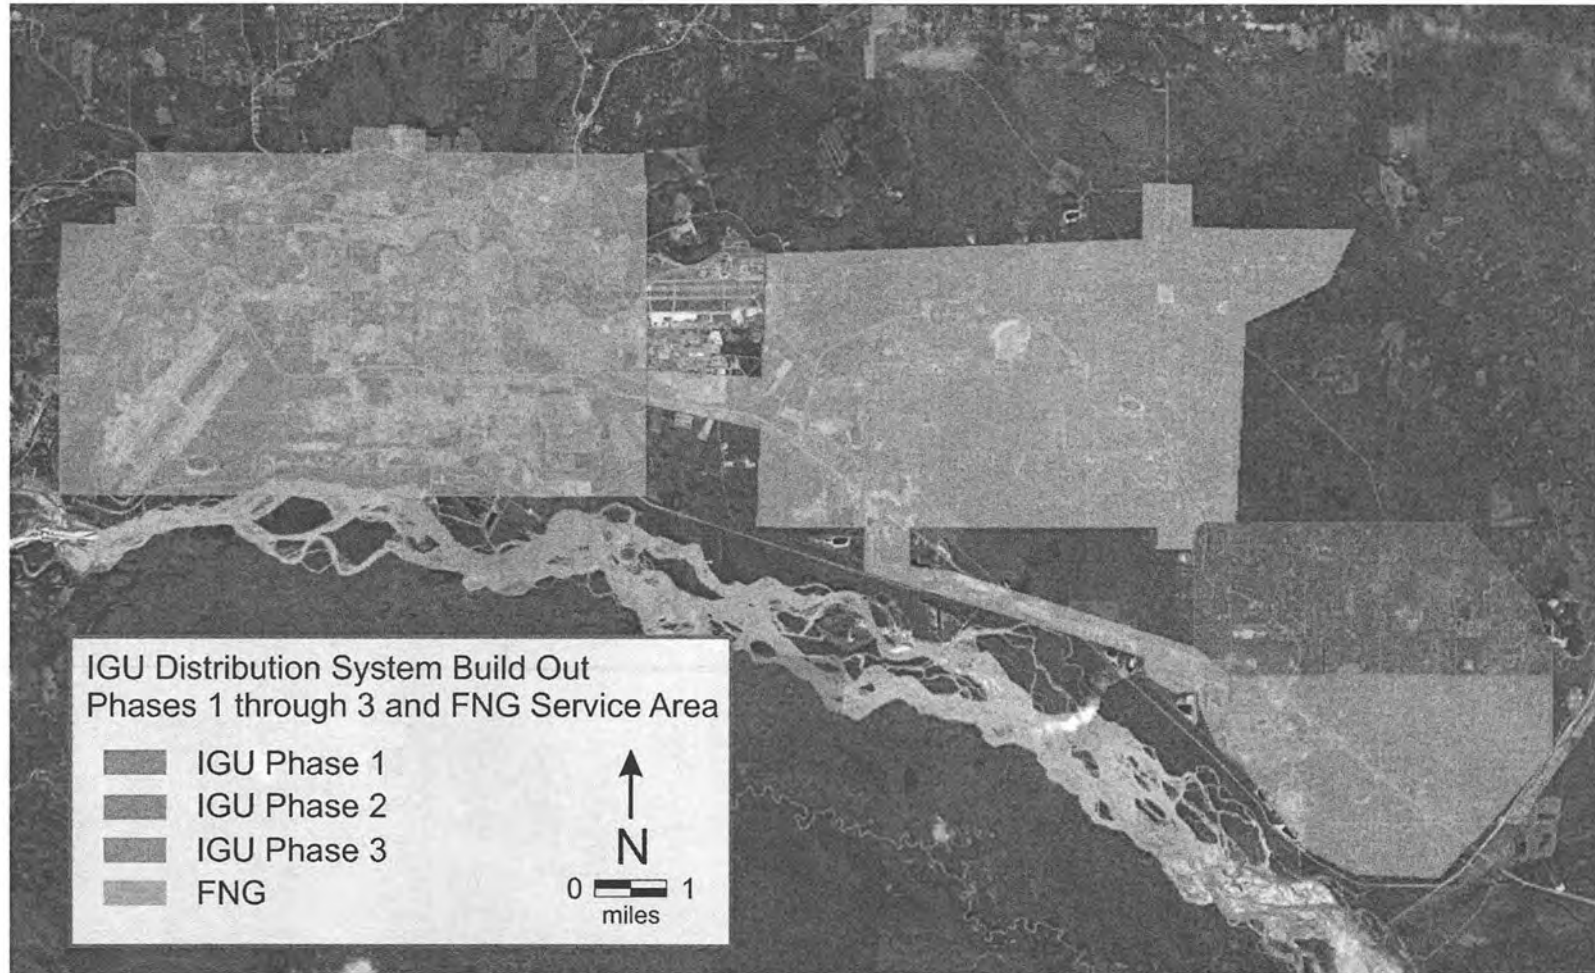 IGU Distribution System Build Out
Phases 1 through 3 and FNG Service Area
IGU Phase 1
IGU Phase 2
IGU Phase 3
FNG
N
0 1
miles